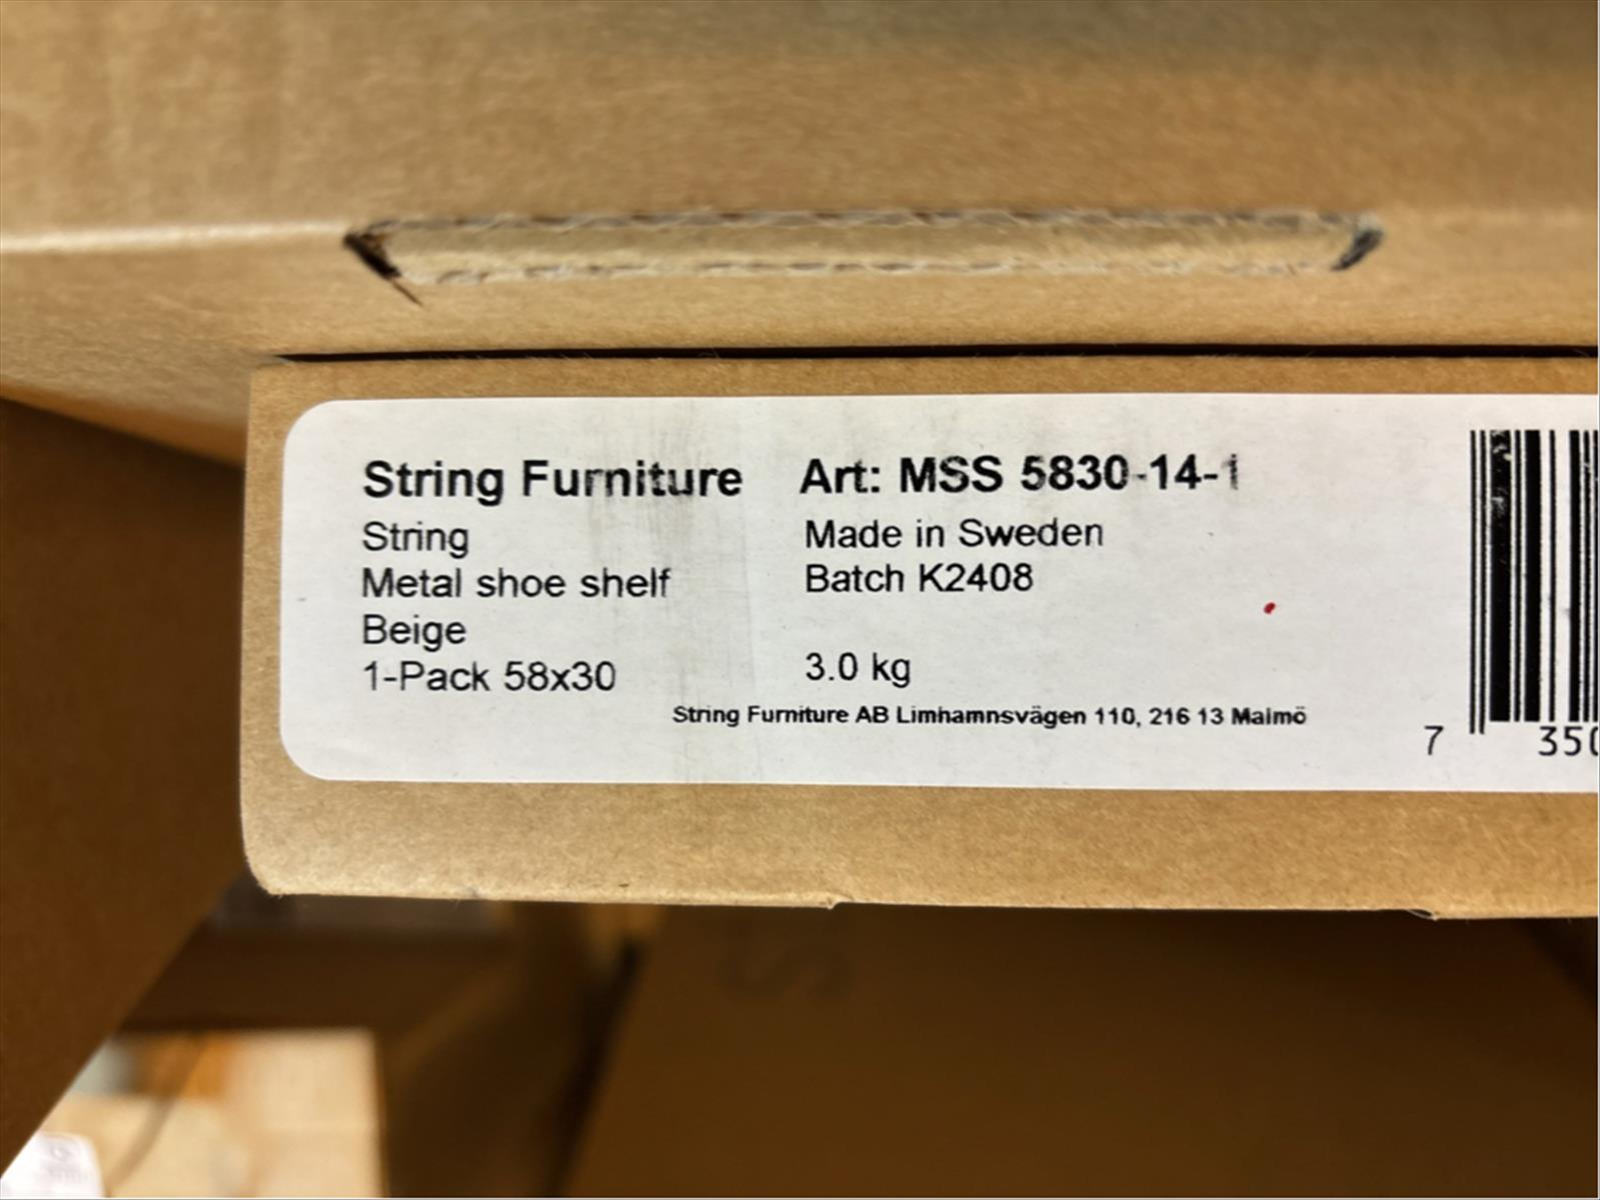 String Furniture
String
Metal shoe shelf
Beige
1-Pack 58x30
Art: MSS 5830-14-1
Made in Sweden
Batch K2408
3.0 kg
String Furniture AB Limhamnsvägen 110, 216 13 Malmö
7 350